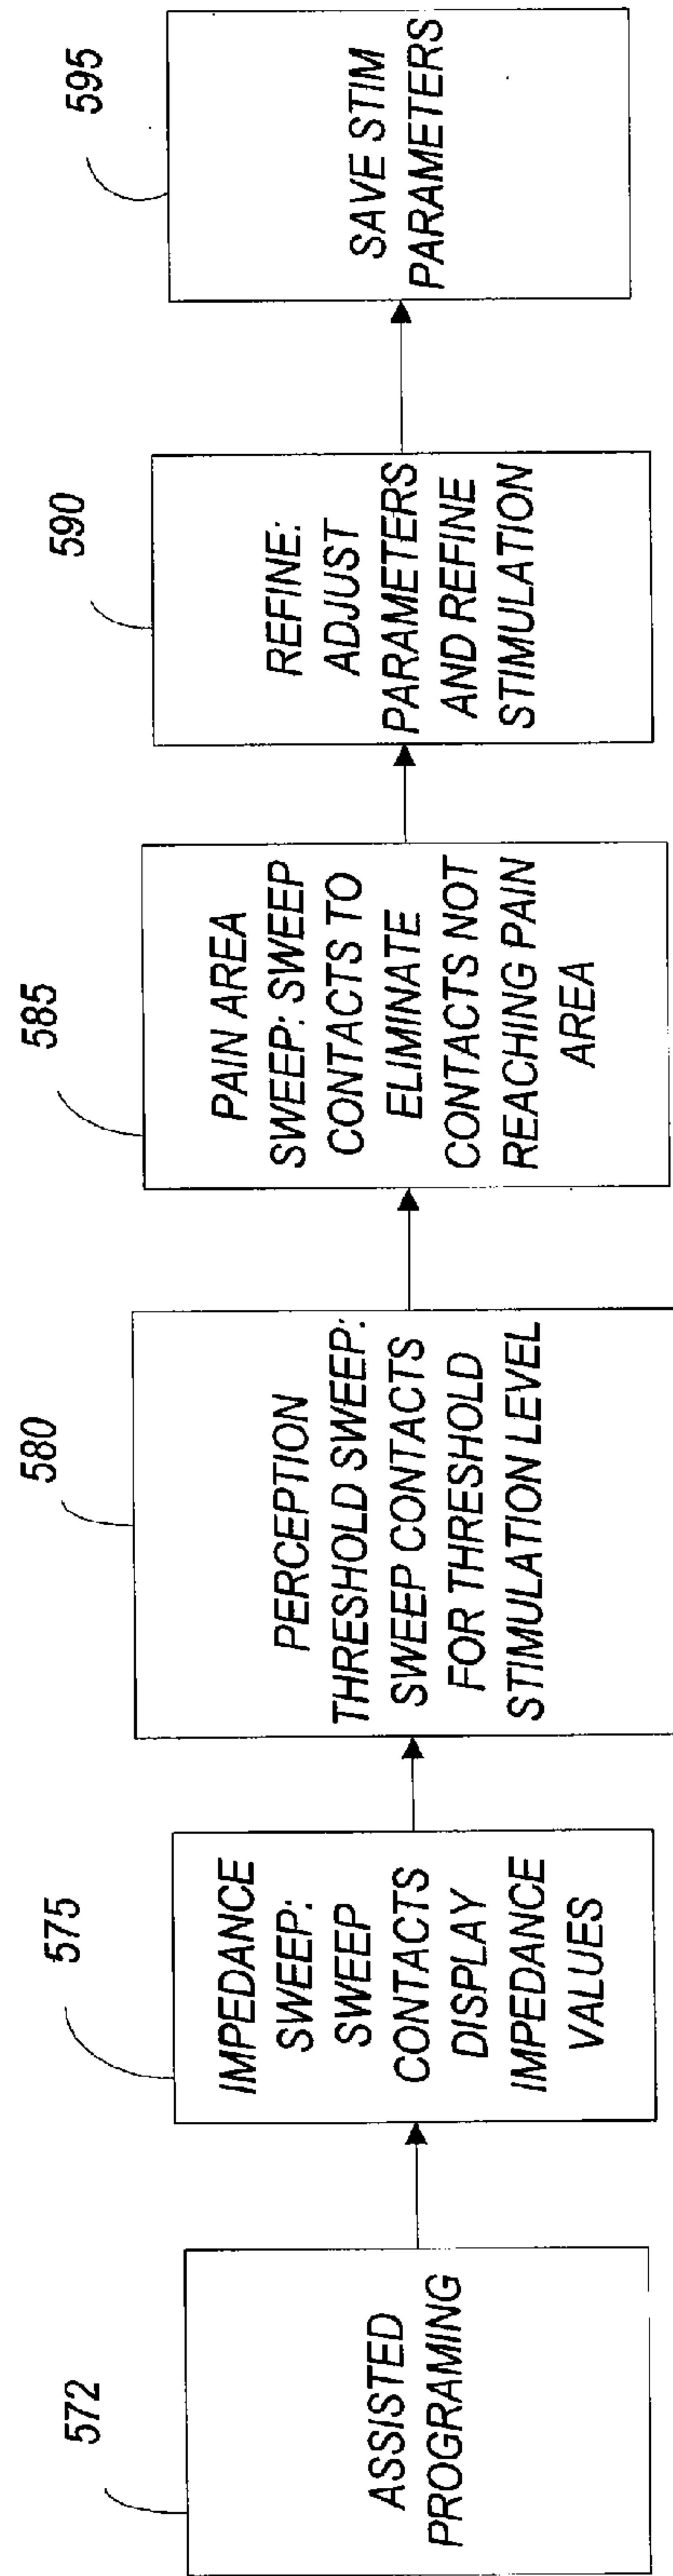 572
ASSISTED
PROGRAMING
575
IMPEDANCE
SWEEP:
SWEEP
CONTACTS
DISPLAY
IMPEDANCE
VALUES
580
PERCEPTION
THRESHOLD SWEEP:
SWEEP CONTACTS
FOR THRESHOLD
STIMULATION LEVEL
585
PAIN AREA
SWEEP: SWEEP
CONTACTS TO
ELIMINATE
CONTACTS NOT
REACHING PAIN
AREA
590
REFINE:
ADJUST
PARAMETERS
AND REFINE
STIMULATION
595
SAVE STIM
PARAMETERS